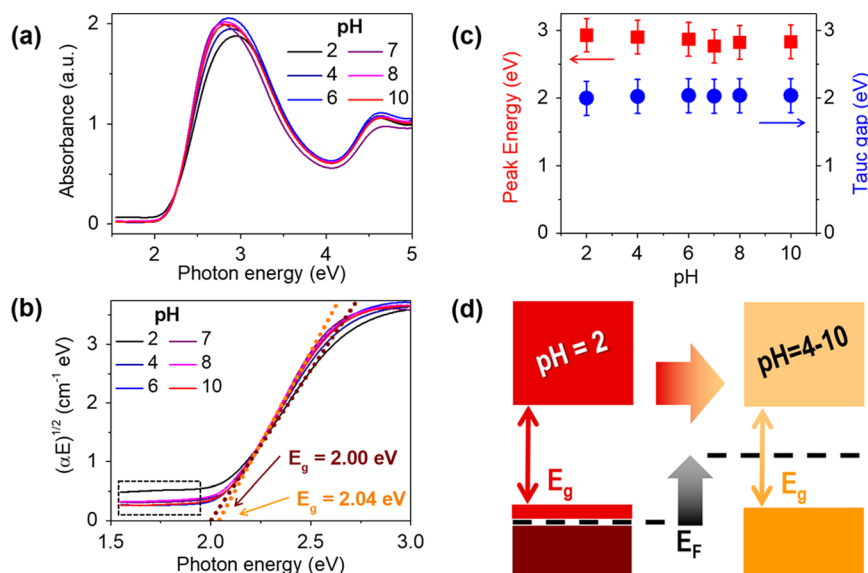 (a)
pH
2 7
4 8
6 10
Absorbance (a.u.)
2
1
0
2 3 4 5
Photon energy (eV)
(b)
pH
2 7
4 8
6 10
(αE)1/2 (cm-1 eV)
3
2
1
0
Eg = 2.00 eV
Eg = 2.04 eV
1.5 2.0 2.5 3.0
Photon energy (eV)
(c)
Peak Energy (eV)
3
2
1
0
Tauc gap (eV)
3
2
1
0
2 4 6 8 10
pH
(d)
pH = 2
pH=4-10
Eg
EF
Eg